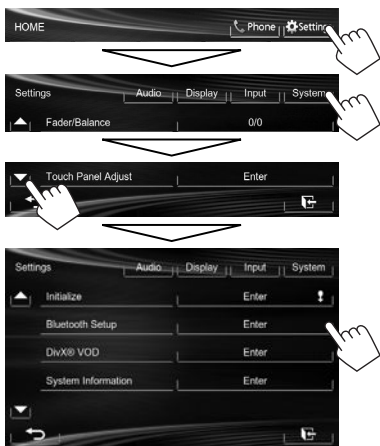 HOME Phone Setting
Settings Audio Display Input System
Fader/Balance 0/0
Touch Panel Adjust Enter
Settings Audio Display Input System
Initialize Enter
Bluetooth Setup Enter
DivX® VOD Enter
System Information Enter